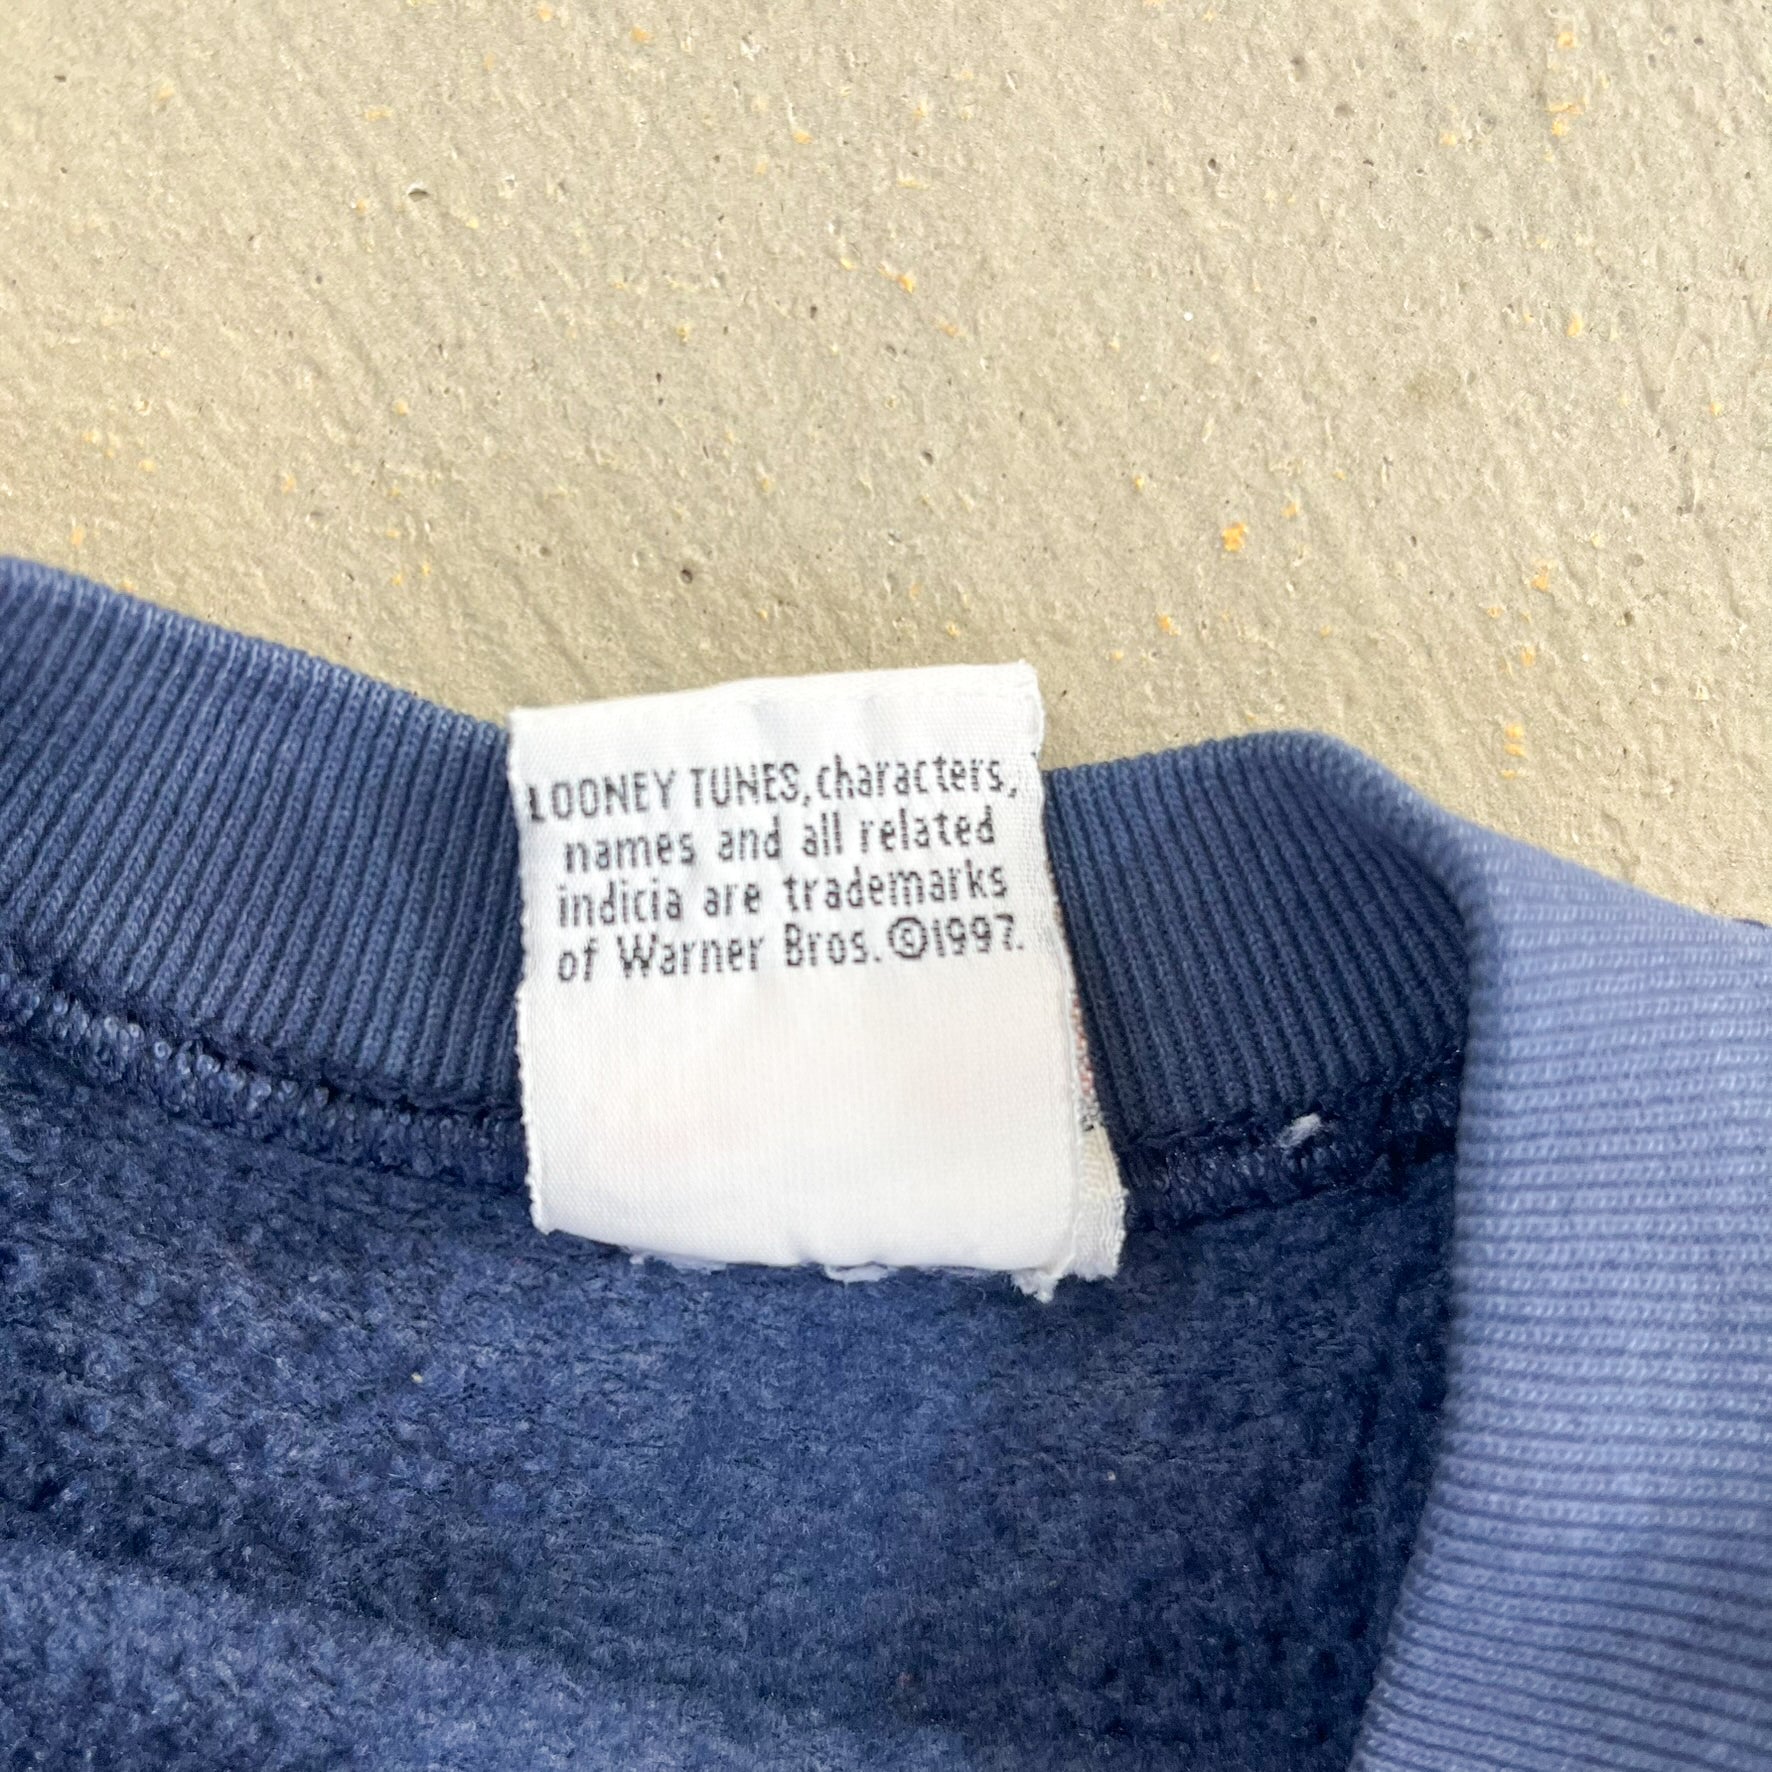 LOONEY TUNES, characters,
names and all related
indicia are trademarks
of Warner Bros. ©1997.